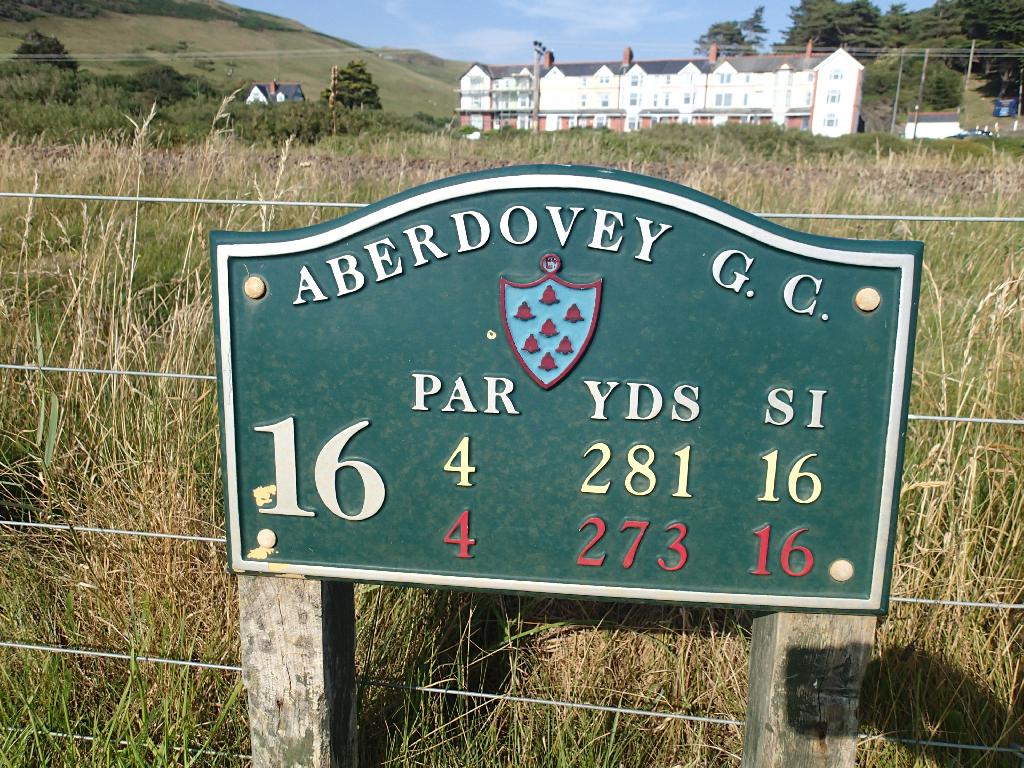 ABERDOVEY G. C.
PAR YDS SI
16
4 281 16
4 273 16